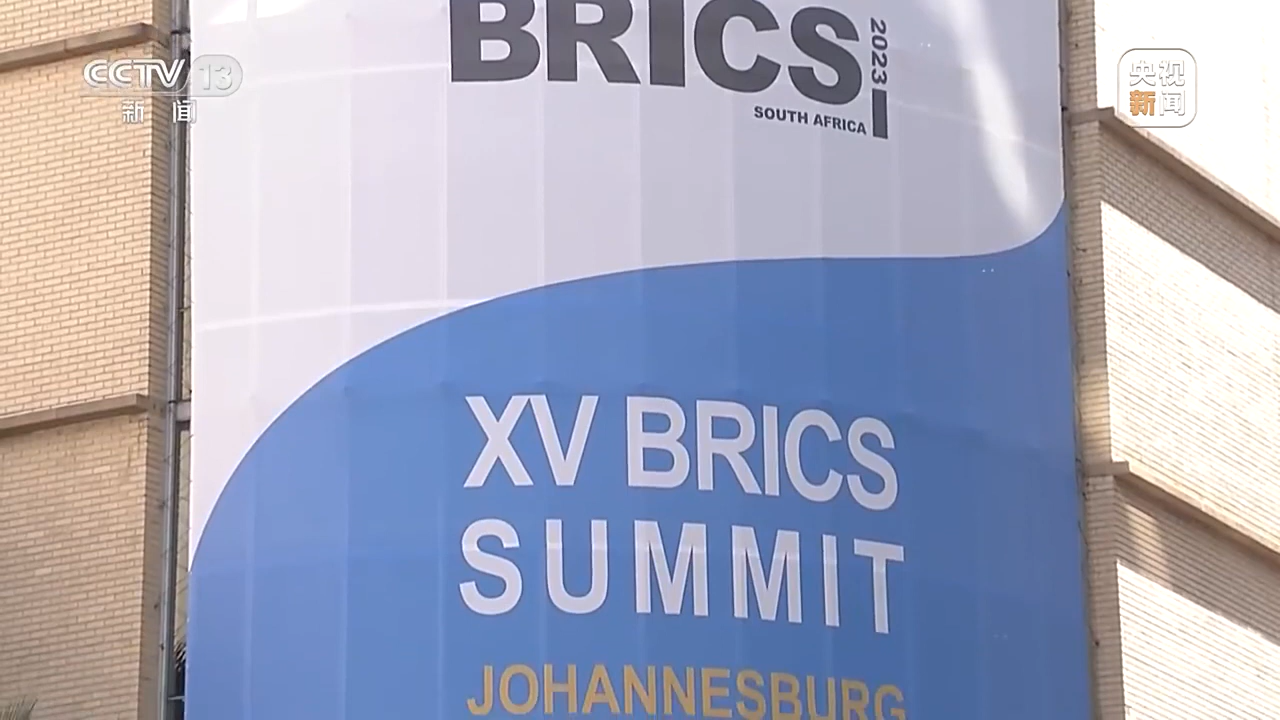 BRICS
2023
SOUTH AFRICA
CCTV 13
新闻
央视
新闻
XV BRICS
SUMMIT
JOHANNESBURG